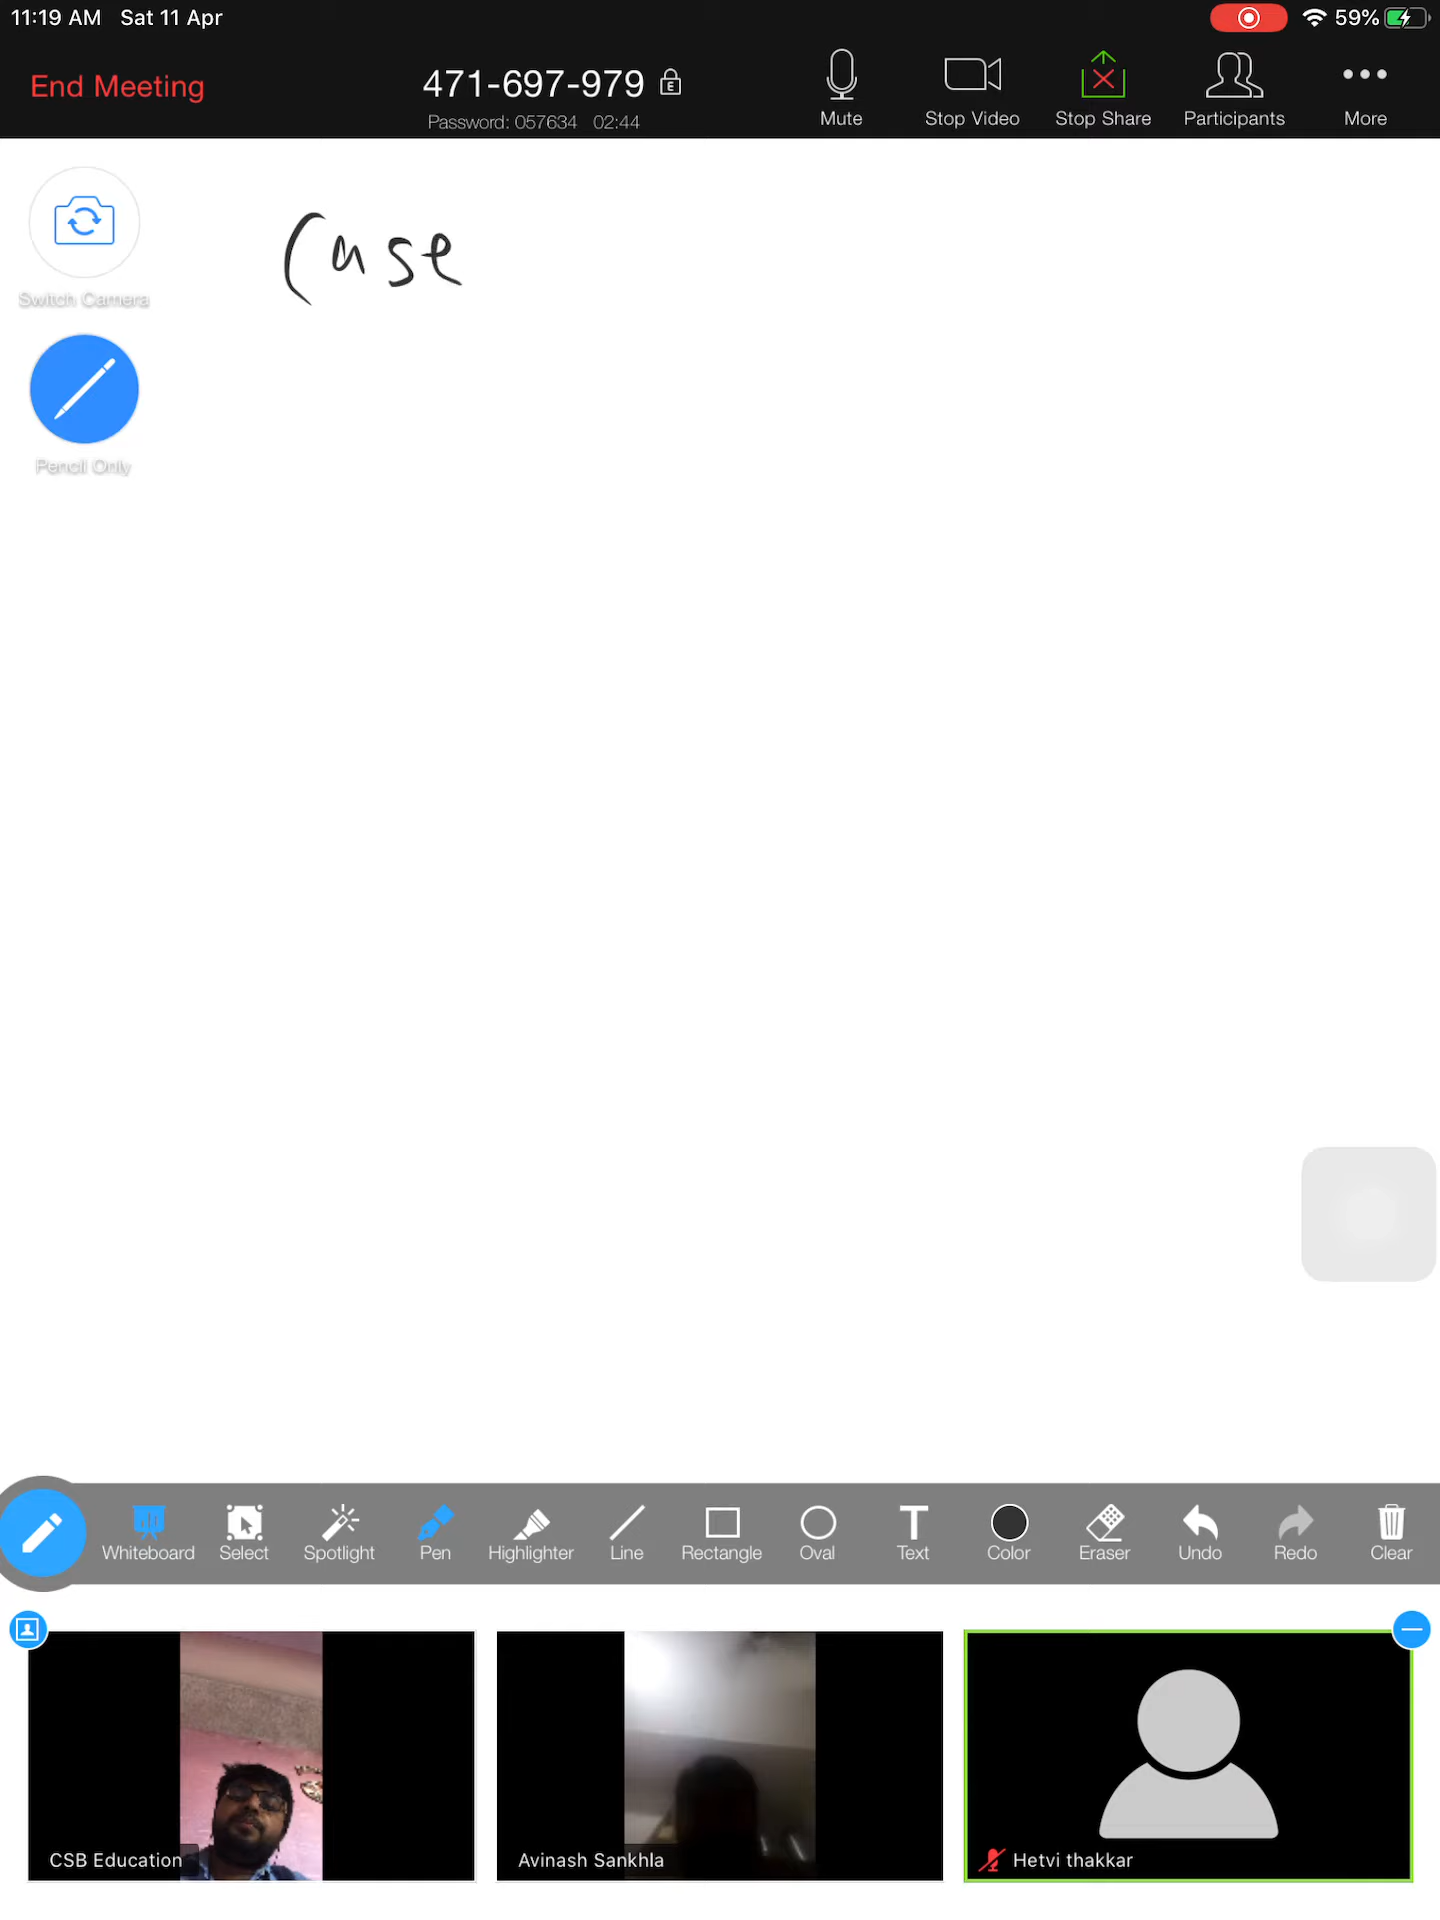 11:19 AM Sat 11 Apr 59%
End Meeting
471-697-979
Password: 057634 02:44
Mute
Stop Video
Stop Share
Participants
More
Switch Camera
Pencil Only
Case
Whiteboard
Select
Spotlight
Pen
Highlighter
Line
Rectangle
Oval
Text
Color
Eraser
Undo
Redo
Clear
CSB Education
Avinash Sankhla
Hetvi thakkar